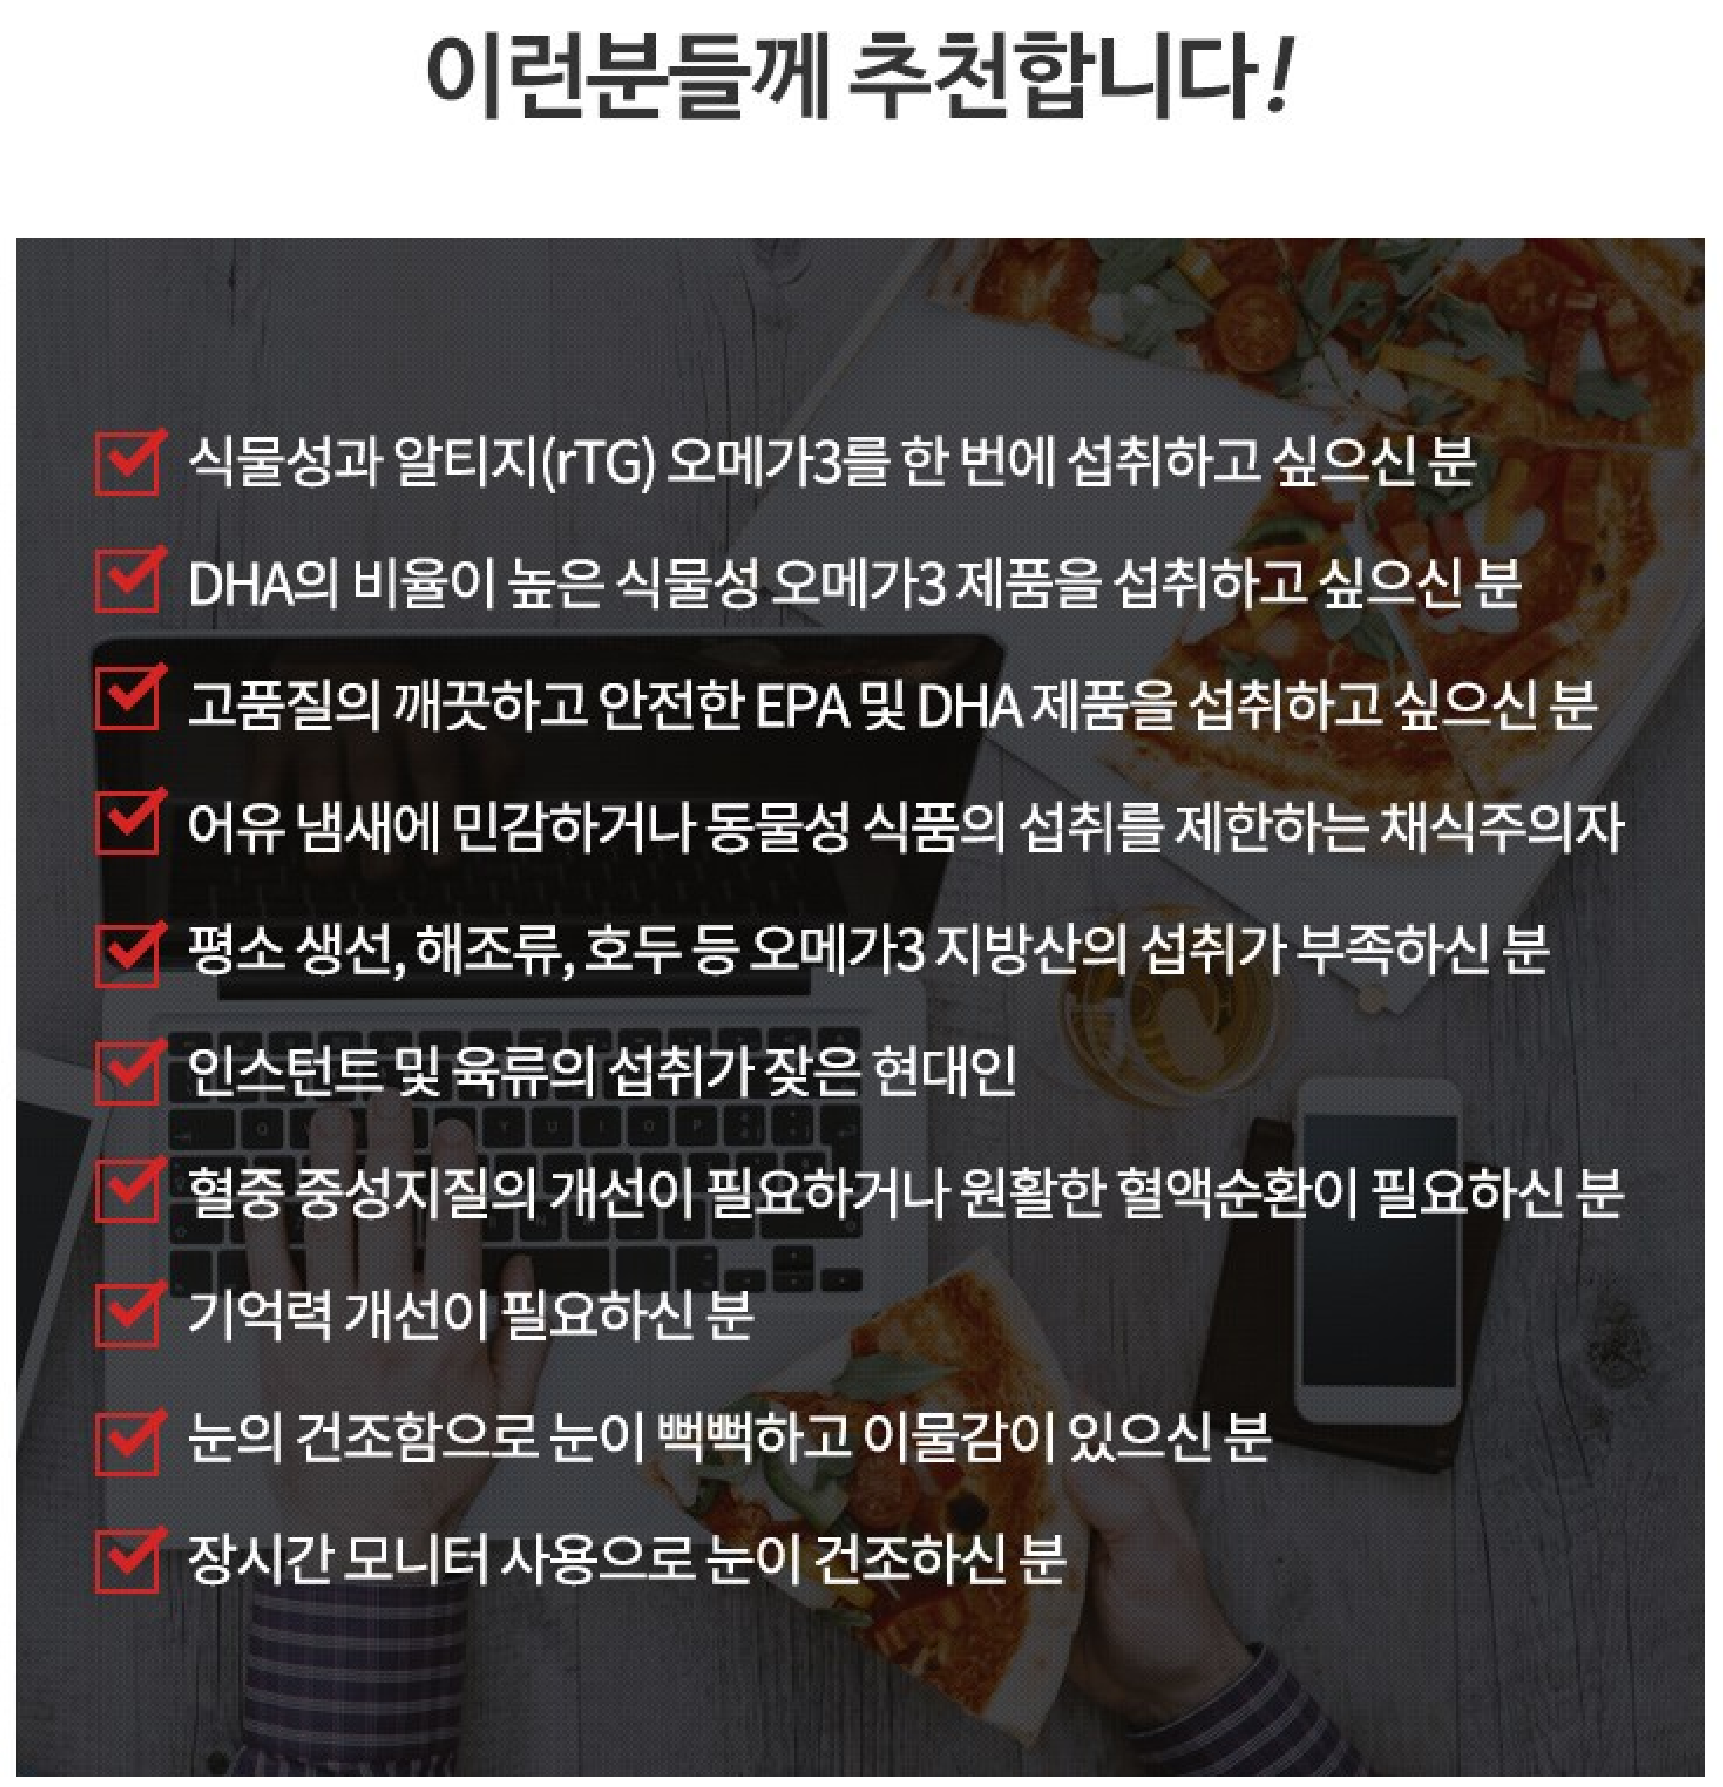 이런분들께 추천합니다!
식물성과 알티지(rTG) 오메가3를 한 번에 섭취하고 싶으신 분
DHA의 비율이 높은 식물성 오메가3 제품을 섭취하고 싶으신 분
고품질의 깨끗하고 안전한 EPA 및 DHA 제품을 섭취하고 싶으신 분
어유 냄새에 민감하거나 동물성 식품의 섭취를 제한하는 채식주의자
평소 생선, 해조류, 호두 등 오메가3 지방산의 섭취가 부족하신 분
인스턴트 및 육류의 섭취가 잦은 현대인
혈중 중성지질의 개선이 필요하거나 원활한 혈액순환이 필요하신 분
기억력 개선이 필요하신 분
눈의 건조함으로 눈이 뻑뻑하고 이물감이 있으신 분
장시간 모니터 사용으로 눈이 건조하신 분